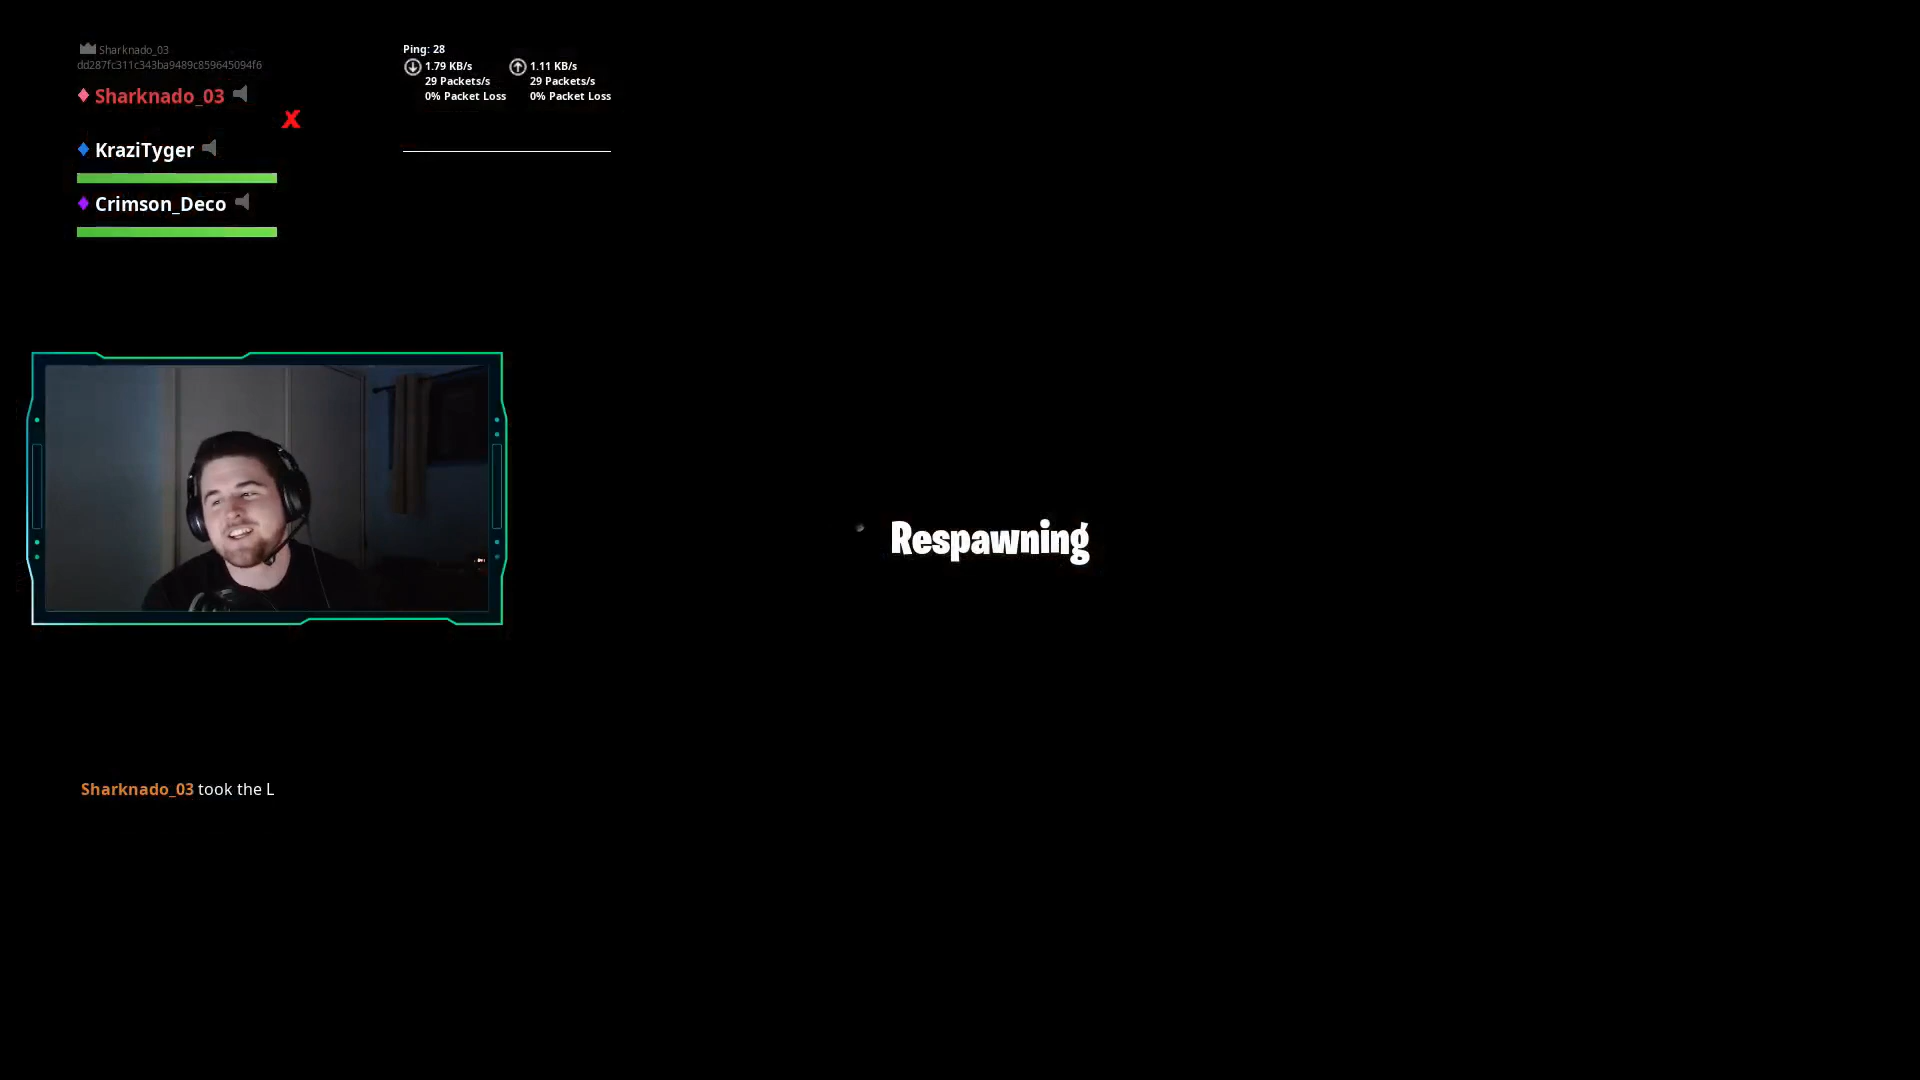 Sharknado_03
dd287fc311c343ba9489c859645094f6
Sharknado_03
X
KraziTyger
Crimson_Deco
Ping: 28
1.79 KB/s
29 Packets/s
0% Packet Loss
1.11 KB/s
29 Packets/s
0% Packet Loss
Respawning
Sharknado_03 took the L